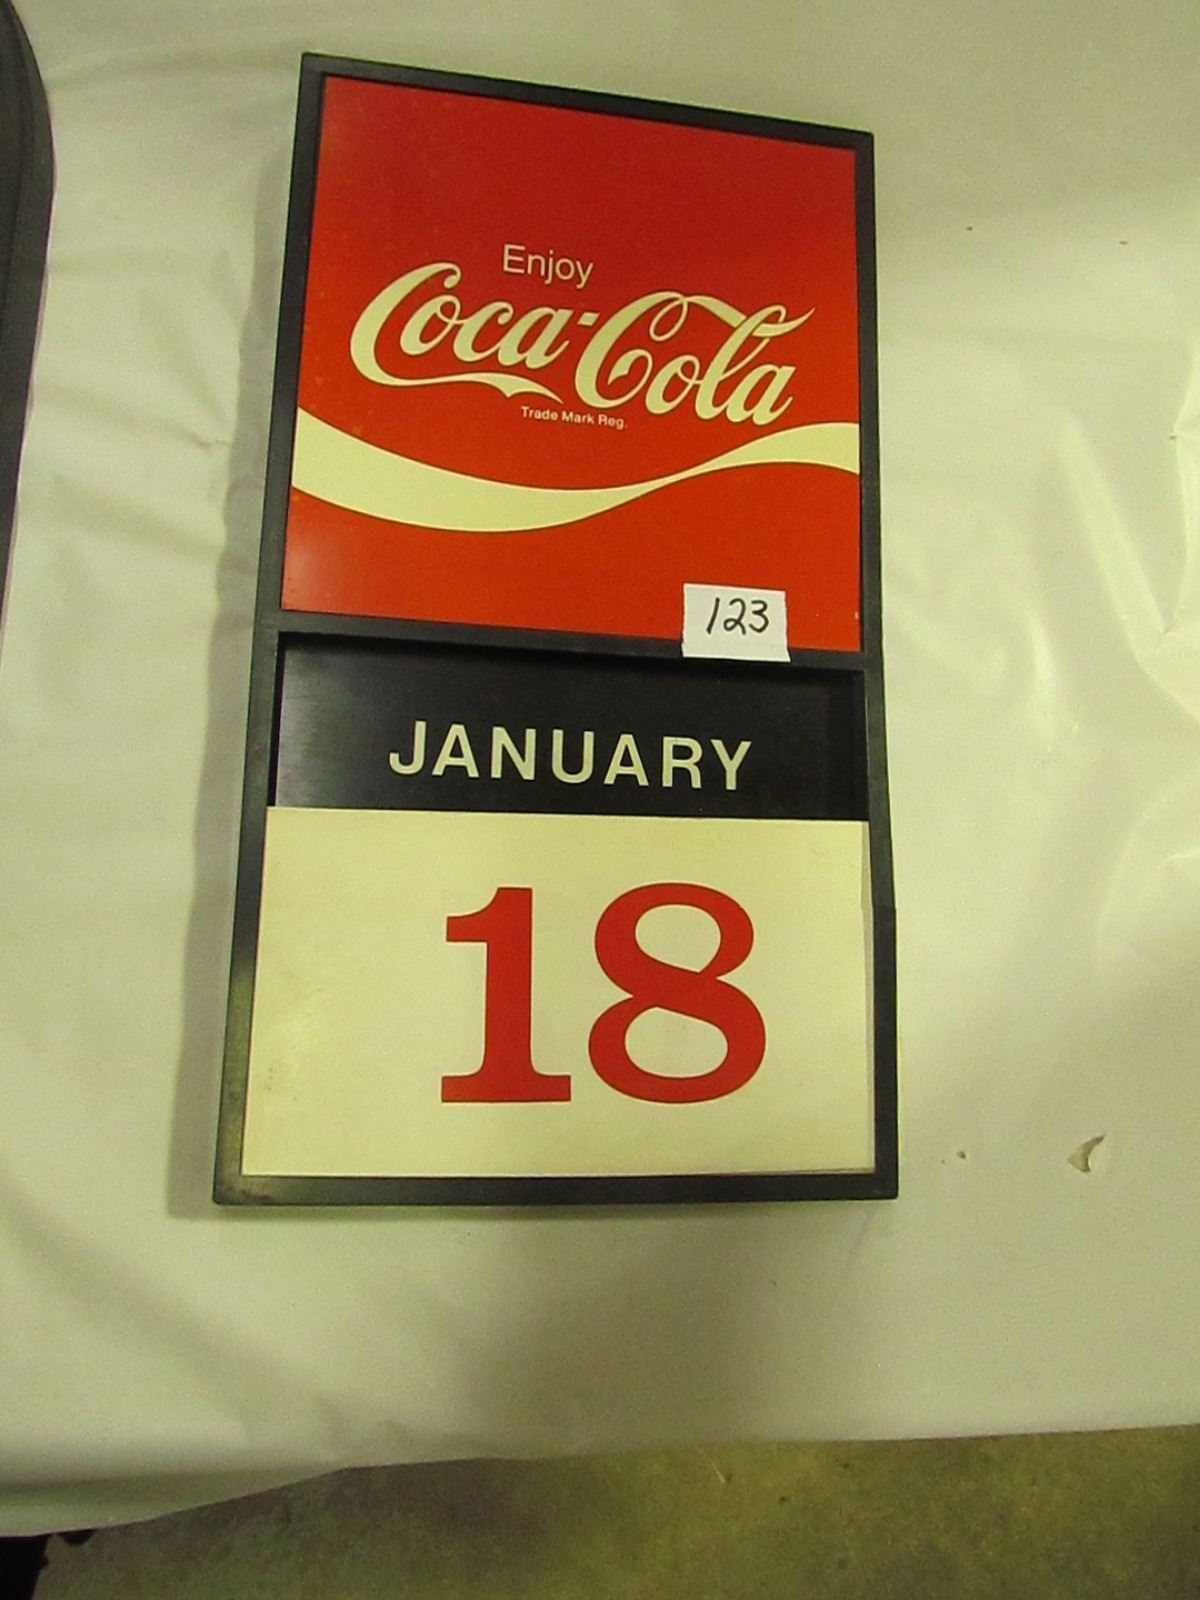 Enjoy
Coca-Cola
Trade Mark Reg.
123
JANUARY
18